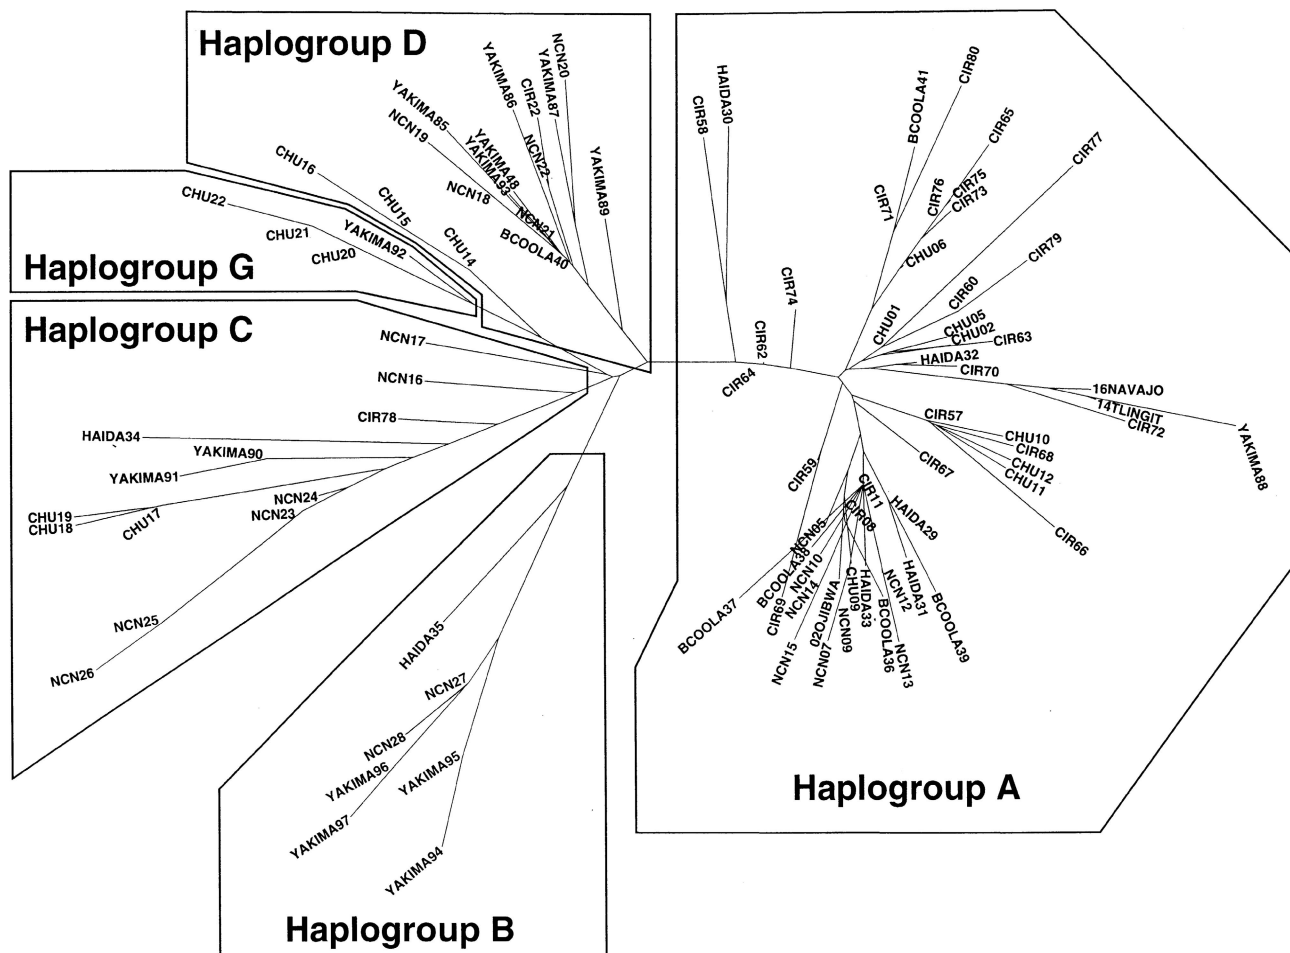 Haplogroup D
NCN20
YAKIMA87
CIR22
YAKIMA86
YAKIMA85
NCN19
NCN22
YAKIMA48
YAKIMA93
YAKIMA89
NCN18
NCN21
BCOOLA40
CHU16
CHU15
CHU14
Haplogroup G
CHU22
CHU21
CHU20
YAKIMA92
Haplogroup C
NCN17
NCN16
CIR78
HAIDA34
YAKIMA90
YAKIMA91
NCN24
NCN23
CHU19
CHU18
CHU17
NCN25
NCN26
Haplogroup B
HAIDA35
NCN27
NCN28
YAKIMA96
YAKIMA95
YAKIMA97
YAKIMA94
Haplogroup A
CIR58
HAIDA30
CIR74
CIR62
CIR64
BCOOLA41
CIR80
CIR65
CIR77
CIR71
CIR76
CIR75
CIR73
CHU06
CIR79
CIR60
CHU01
CHU05
CHU02
CIR63
HAIDA32
CIR70
16NAVAJO
14TLINGIT
CIR72
YAKIMA88
CIR57
CHU10
CIR68
CHU12
CHU11
CIR66
CIR67
CIR59
CIR11
CIR08
HAIDA29
NCN05
BCOOLA38
NCN10
NCN14
BCOOLA37
CIR69
NCN15
02OJIBWA
NCN07
CHU09
NCN09
HAIDA33
BCOOLA36
NCN12
NCN13
HAIDA31
BCOOLA39